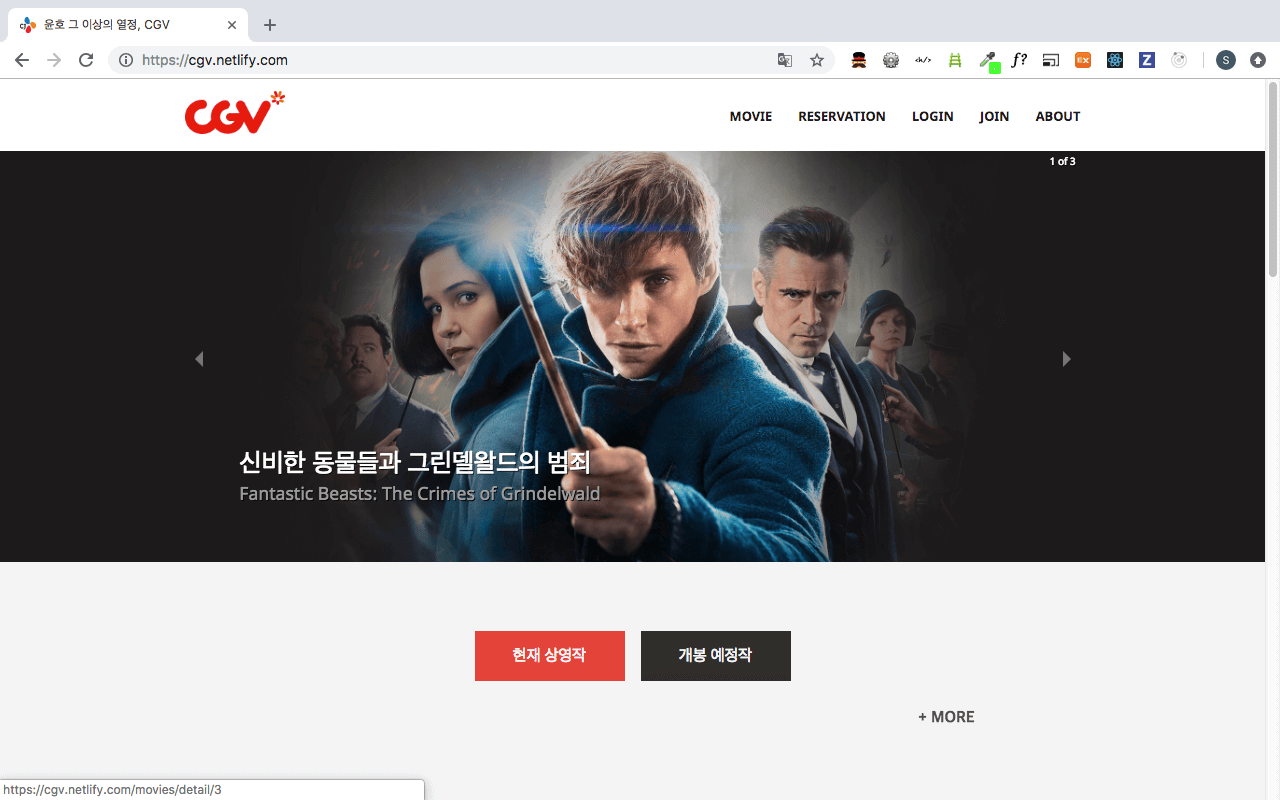 윤호 그 이상의 열정, CGV
https://cgv.netlify.com
</>
f?
EX
Z
S
CGV
MOVIE RESERVATION LOGIN JOIN ABOUT
1 of 3
신비한 동물들과 그린델왈드의 범죄
Fantastic Beasts: The Crimes of Grindelwald
현재 상영작 개봉 예정작
+ MORE
https://cgv.netlify.com/movies/detail/3